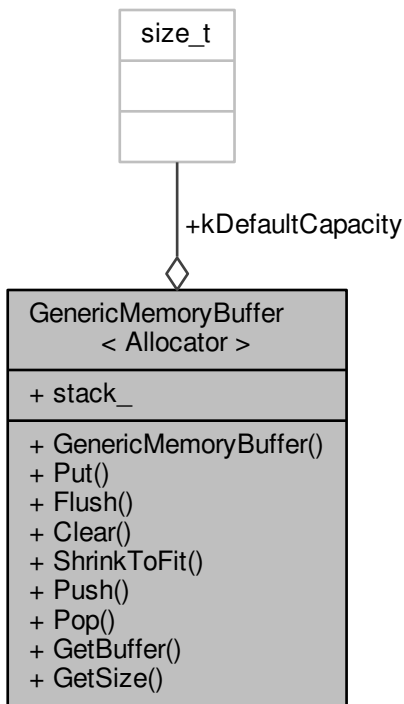 size_t
+kDefaultCapacity
GenericMemoryBuffer
< Allocator >
+ stack_
+ GenericMemoryBuffer()
+ Put()
+ Flush()
+ Clear()
+ ShrinkToFit()
+ Push()
+ Pop()
+ GetBuffer()
+ GetSize()